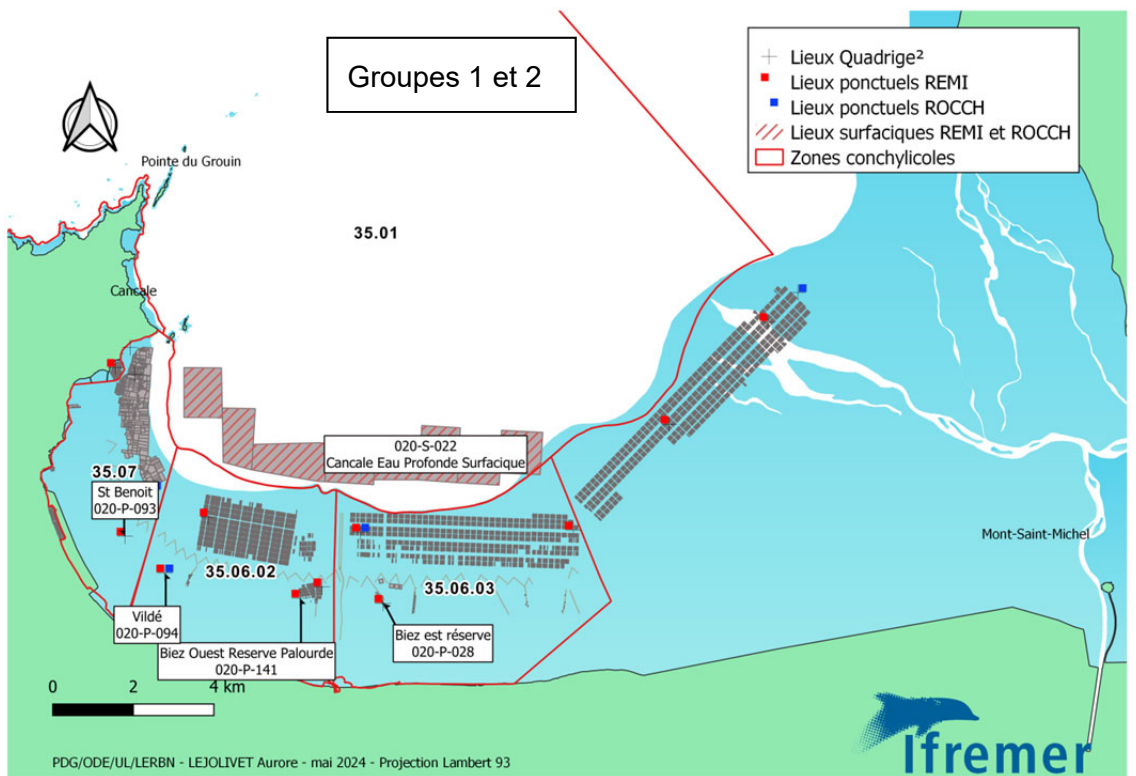 Groupes 1 et 2
Lieux Quadrige²
Lieux ponctuels REMI
Lieux ponctuels ROCCH
Lieux surfaciques REMI et ROCCH
Zones conchylicoles
Pointe du Grouin
35.01
Cancale
020-S-022
Cancale Eau Profonde Surfacique
35.07
St Benoit
020-P-093
Mont-Saint-Michel
35.06.02
35.06.03
Vildé
020-P-094
Biez Ouest Reserve Palourde
020-P-141
Biez est réserve
020-P-028
0 2 4 km
Ifremer
PDG/ODE/UL/LERBN - LEJOLIVET Aurore - mai 2024 - Projection Lambert 93